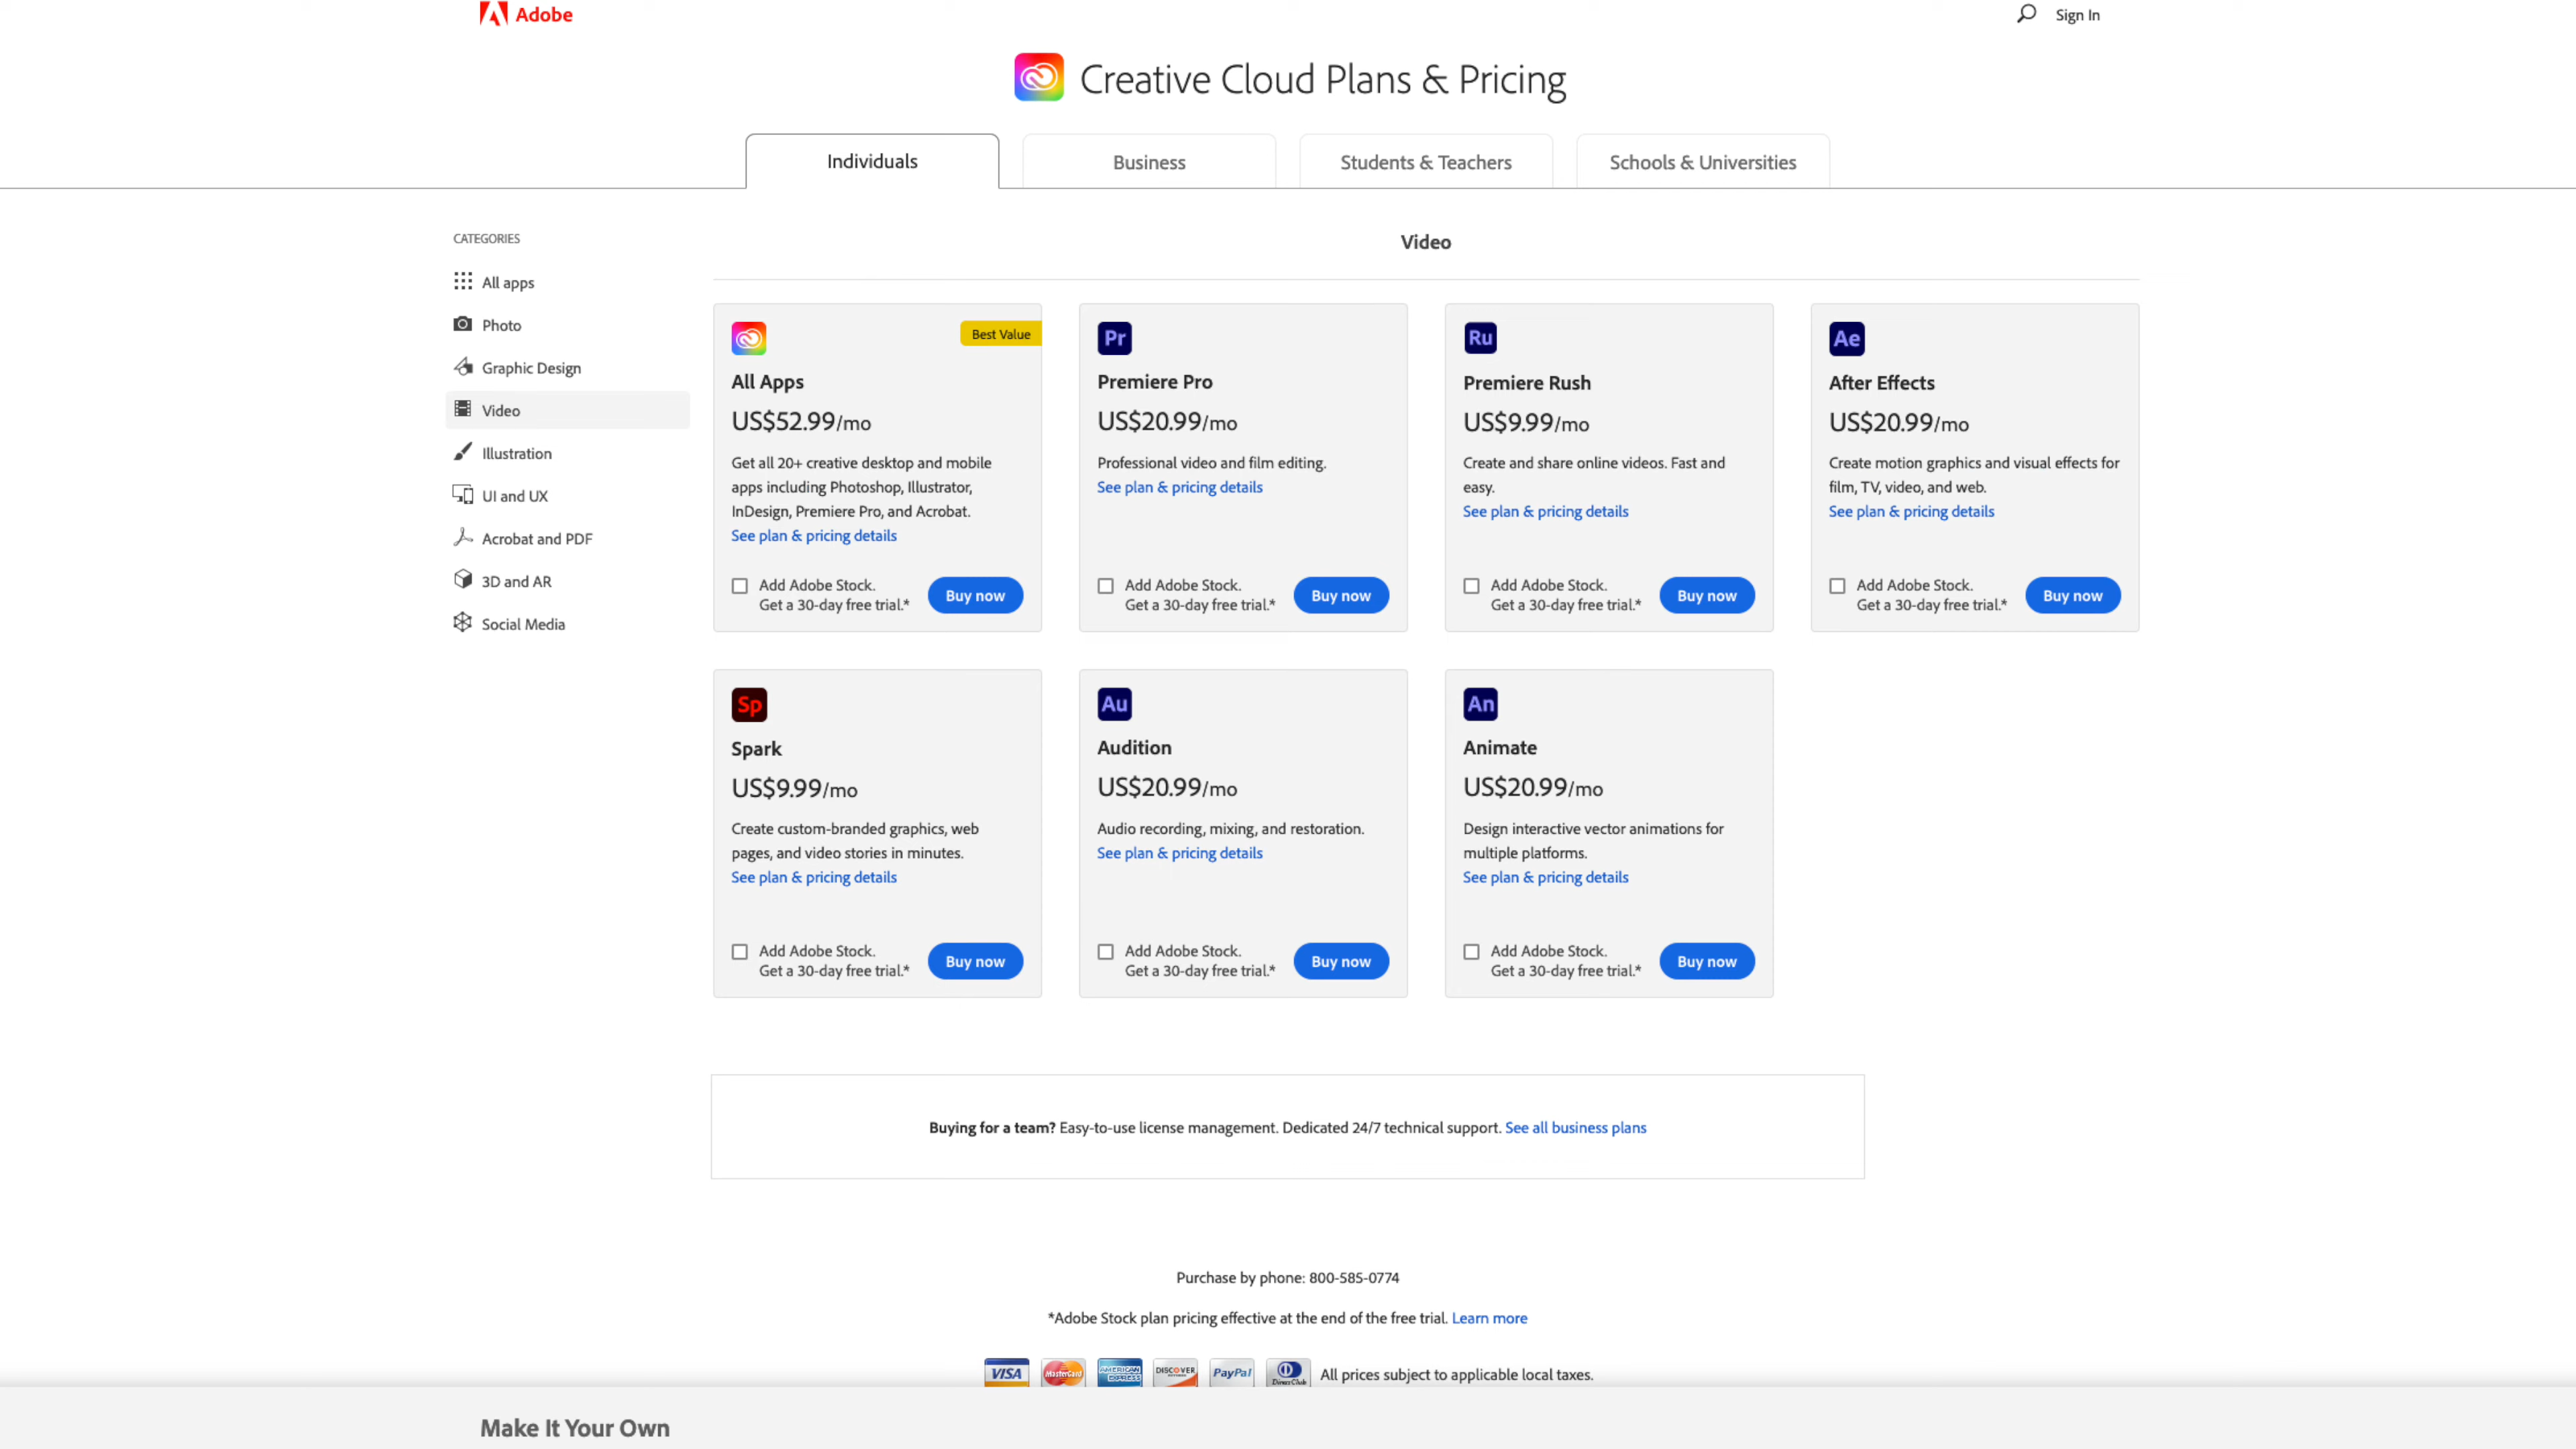 Adobe
Sign In
Creative Cloud Plans & Pricing
Individuals
Business
Students & Teachers
Schools & Universities
CATEGORIES
All apps
Photo
Graphic Design
Video
Illustration
UI and UX
Acrobat and PDF
3D and AR
Social Media
Video
Best Value
All Apps
US$52.99/mo
Get all 20+ creative desktop and mobile
apps including Photoshop, Illustrator,
InDesign, Premiere Pro, and Acrobat.
See plan & pricing details
Add Adobe Stock.
Get a 30-day free trial.*
Buy now
Pr
Premiere Pro
US$20.99/mo
Professional video and film editing.
See plan & pricing details
Add Adobe Stock.
Get a 30-day free trial.*
Buy now
Ru
Premiere Rush
US$9.99/mo
Create and share online videos. Fast and
easy.
See plan & pricing details
Add Adobe Stock.
Get a 30-day free trial.*
Buy now
Ae
After Effects
US$20.99/mo
Create motion graphics and visual effects for
film, TV, video, and web.
See plan & pricing details
Add Adobe Stock.
Get a 30-day free trial.*
Buy now
Sp
Spark
US$9.99/mo
Create custom-branded graphics, web
pages, and video stories in minutes.
See plan & pricing details
Add Adobe Stock.
Get a 30-day free trial.*
Buy now
Au
Audition
US$20.99/mo
Audio recording, mixing, and restoration.
See plan & pricing details
Add Adobe Stock.
Get a 30-day free trial.*
Buy now
An
Animate
US$20.99/mo
Design interactive vector animations for
multiple platforms.
See plan & pricing details
Add Adobe Stock.
Get a 30-day free trial.*
Buy now
Buying for a team? Easy-to-use license management. Dedicated 24/7 technical support. See all business plans
Purchase by phone: 800-585-0774
*Adobe Stock plan pricing effective at the end of the free trial. Learn more
VISA MasterCard AMERICAN EXPRESS DISCOVER PayPal Diners Club All prices subject to applicable local taxes.
Make It Your Own